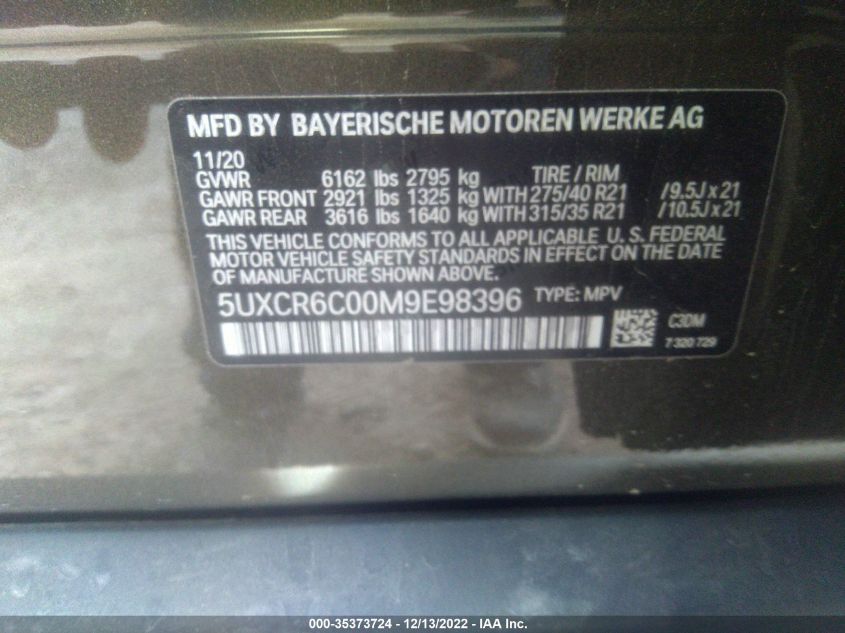 MFD BY BAYERISCHE MOTOREN WERKE AG
11/20
GVWR 6162 lbs 2795 kg TIRE / RIM
GAWR FRONT 2921 lbs 1325 kg WITH 275/40 R21 /9.5J x 21
GAWR REAR 3616 lbs 1640 kg WITH 315/35 R21 /10.5J x 21
THIS VEHICLE CONFORMS TO ALL APPLICABLE U. S. FEDERAL
MOTOR VEHICLE SAFETY STANDARDS IN EFFECT ON THE DATE
OF MANUFACTURE SHOWN ABOVE.
5UXCR6C00M9E98396 TYPE: MPV
C3DM
7 320 729
000-35373724 - 12/13/2022 - IAA Inc.